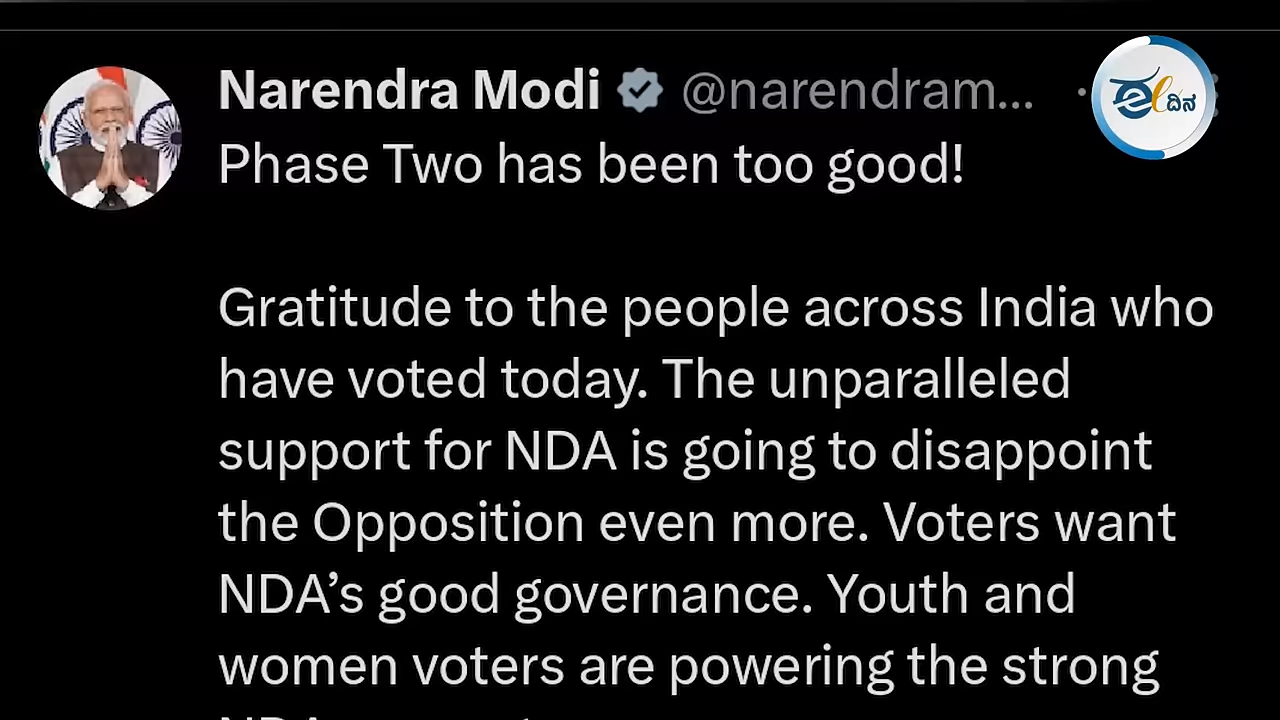 Narendra Modi @narendram... ·
eದಿನ
Phase Two has been too good!
Gratitude to the people across India who
have voted today. The unparalleled
support for NDA is going to disappoint
the Opposition even more. Voters want
NDA’s good governance. Youth and
women voters are powering the strong